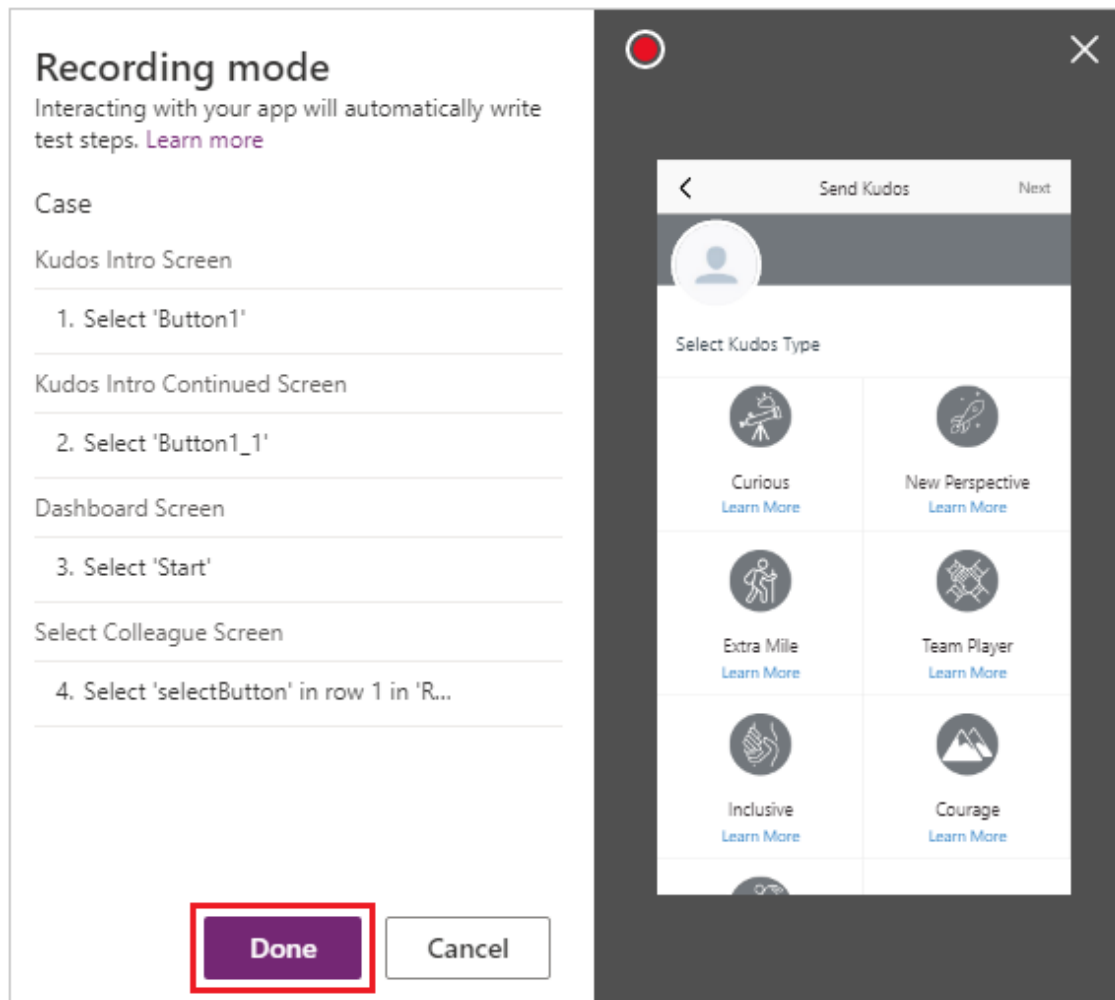 Recording mode
Interacting with your app will automatically write
test steps. Learn more
Case
Kudos Intro Screen
1. Select 'Button1'
Kudos Intro Continued Screen
2. Select 'Button1_1'
Dashboard Screen
3. Select 'Start'
Select Colleague Screen
4. Select 'selectButton' in row 1 in 'R...
Done
Cancel
Send Kudos
Next
Select Kudos Type
Curious
Learn More
New Perspective
Learn More
Extra Mile
Learn More
Team Player
Learn More
Inclusive
Learn More
Courage
Learn More